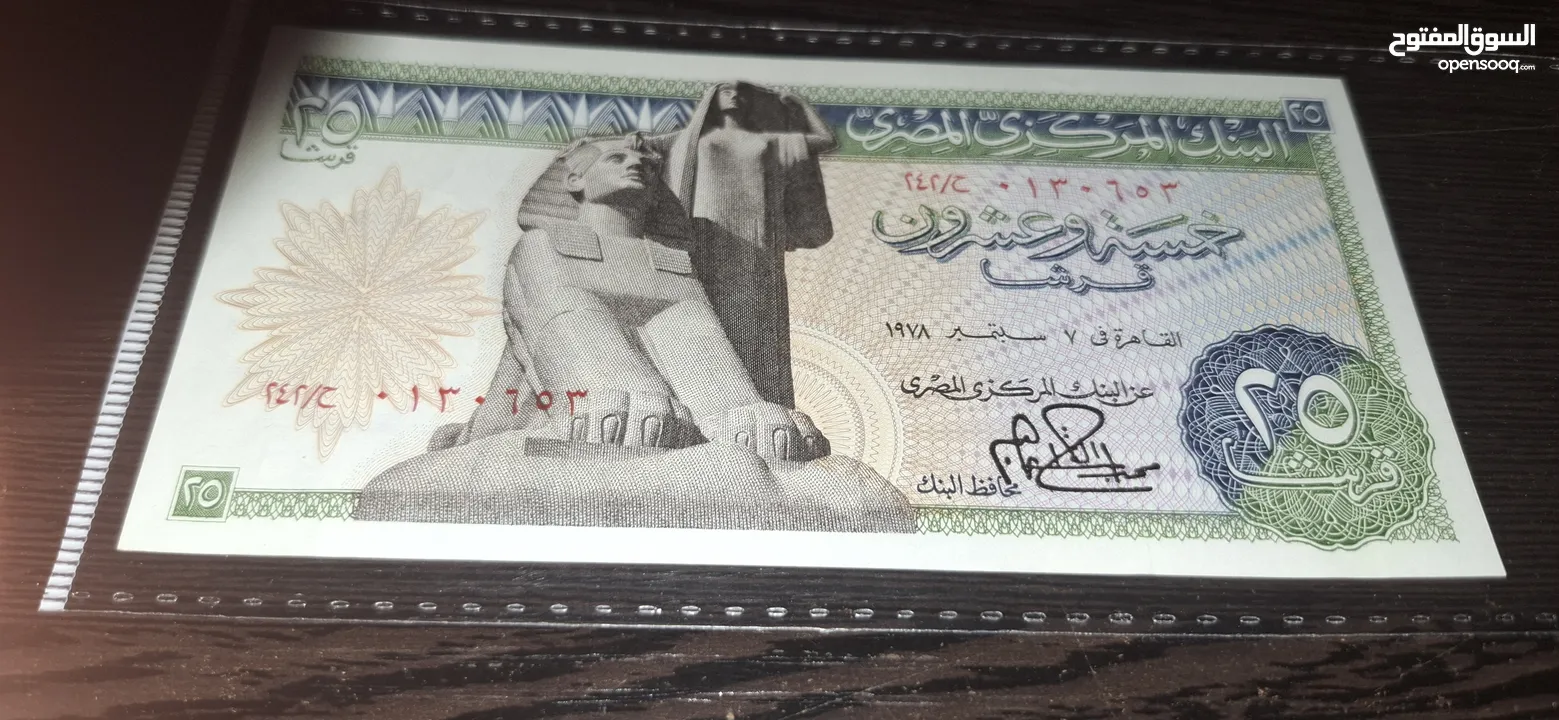 السوق المفتوح
opensooq.com
البنك المركزى المصرى
٢٥
٢٥
قرش
ح/٢٤٢ ٠١٣٠٦٥٣
خمسة وعشرون
قرشا
القاهرة فى ٧ سبتمبر ١٩٧٨
عن البنك المركزى المصرى
ح/٢٤٢ ٠١٣٠٦٥٣
محافظ البنك
٢٥
قرش
٢٥